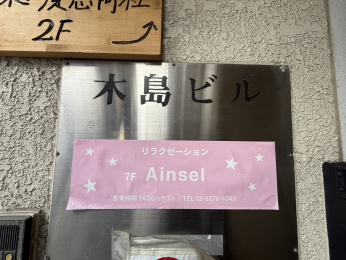 2F
木島ビル
リラクゼーション
7F Ainsel
営業時間 14:00~ラスト / TEL 03-6076-4045